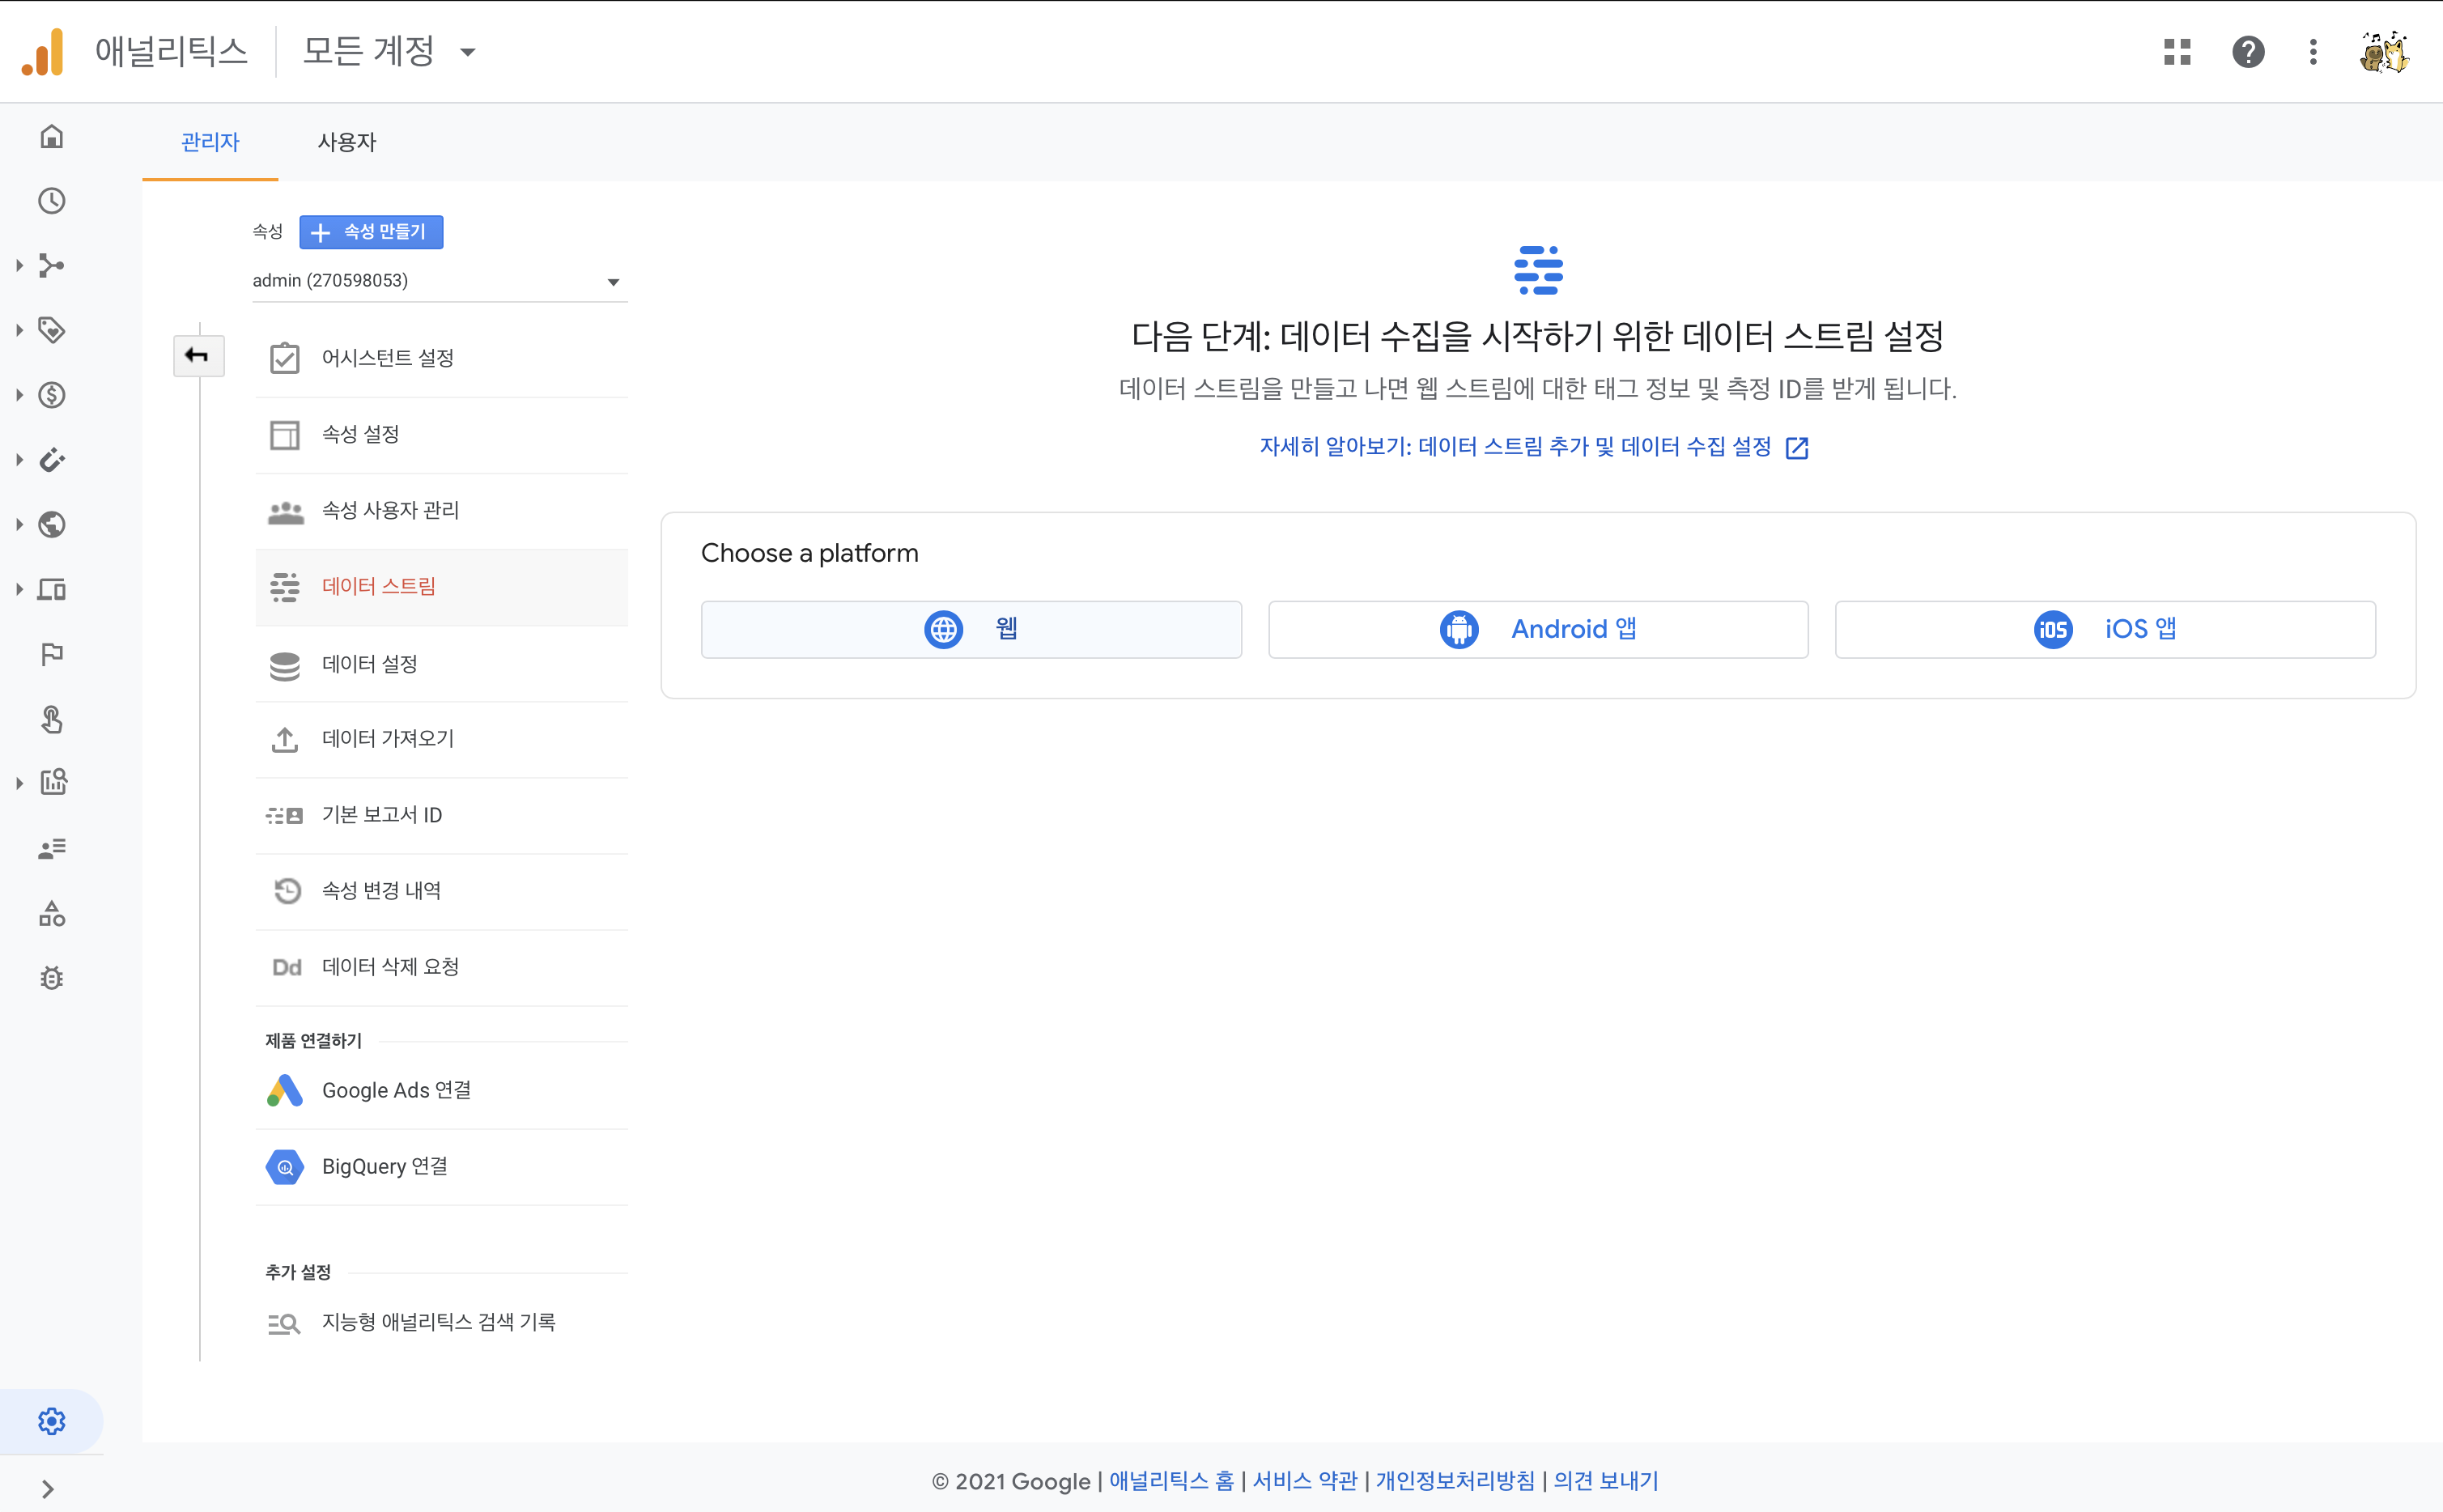 애널리틱스 모든 계정
관리자 사용자
속성 속성 만들기
admin (270598053)
어시스턴트 설정
속성 설정
속성 사용자 관리
데이터 스트림
데이터 설정
데이터 가져오기
기본 보고서 ID
속성 변경 내역
Dd 데이터 삭제 요청
제품 연결하기
Google Ads 연결
BigQuery 연결
추가 설정
지능형 애널리틱스 검색 기록
다음 단계: 데이터 수집을 시작하기 위한 데이터 스트림 설정
데이터 스트림을 만들고 나면 웹 스트림에 대한 태그 정보 및 측정 ID를 받게 됩니다.
자세히 알아보기: 데이터 스트림 추가 및 데이터 수집 설정
Choose a platform
웹
Android 앱
iOS iOS 앱
© 2021 Google | 애널리틱스 홈 | 서비스 약관 | 개인정보처리방침 | 의견 보내기